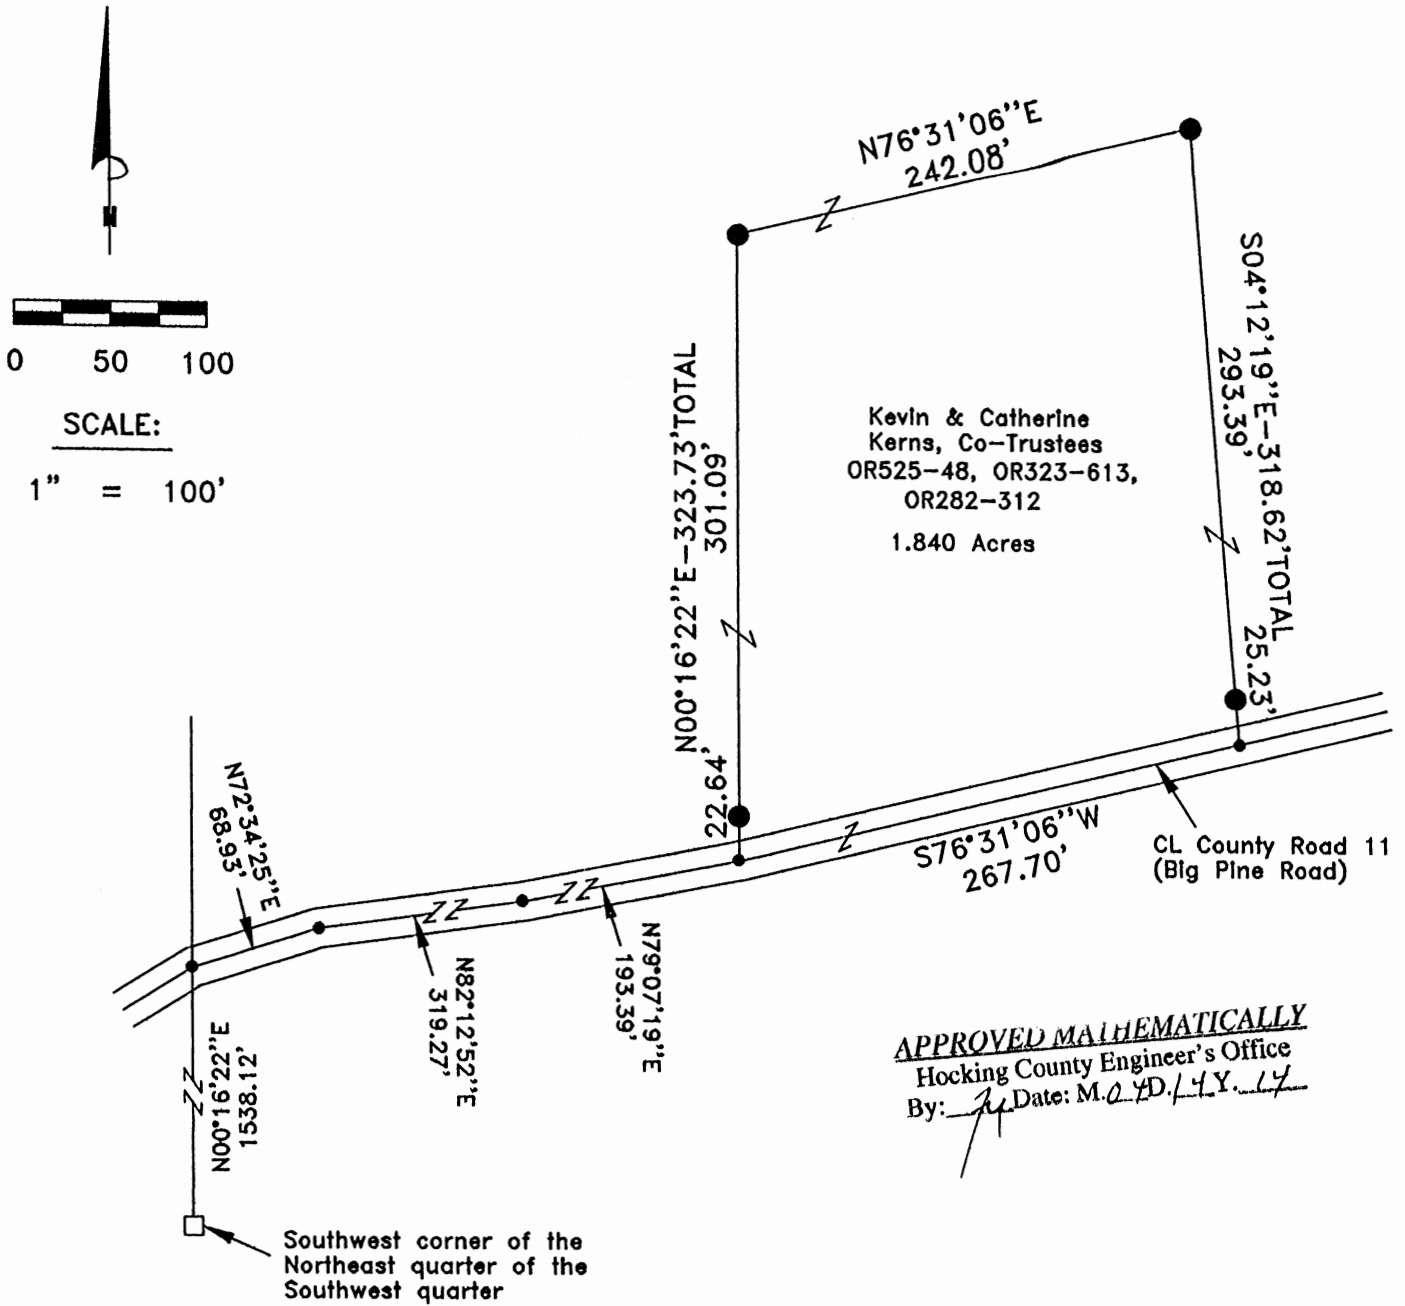 N
0 50 100
SCALE:
1" = 100'
N76°31'06"E
242.08'
S04°12'19"E-318.62'TOTAL
293.39'
25.23'
N00°16'22"E-323.73'TOTAL
301.09'
22.64'
Kevin & Catherine
Kerns, Co-Trustees
OR525-48, OR323-613,
OR282-312
1.840 Acres
N72°34'25"E
68.93'
N82°12'52"E
319.27'
N79°07'19"E
193.39'
S76°31'06"W
267.70'
CL County Road 11
(Big Pine Road)
N00°16'22"E
1538.12'
Southwest corner of the
Northeast quarter of the
Southwest quarter
APPROVED MATHEMATICALLY
Hocking County Engineer's Office
By: Date: M.04D.14Y.14